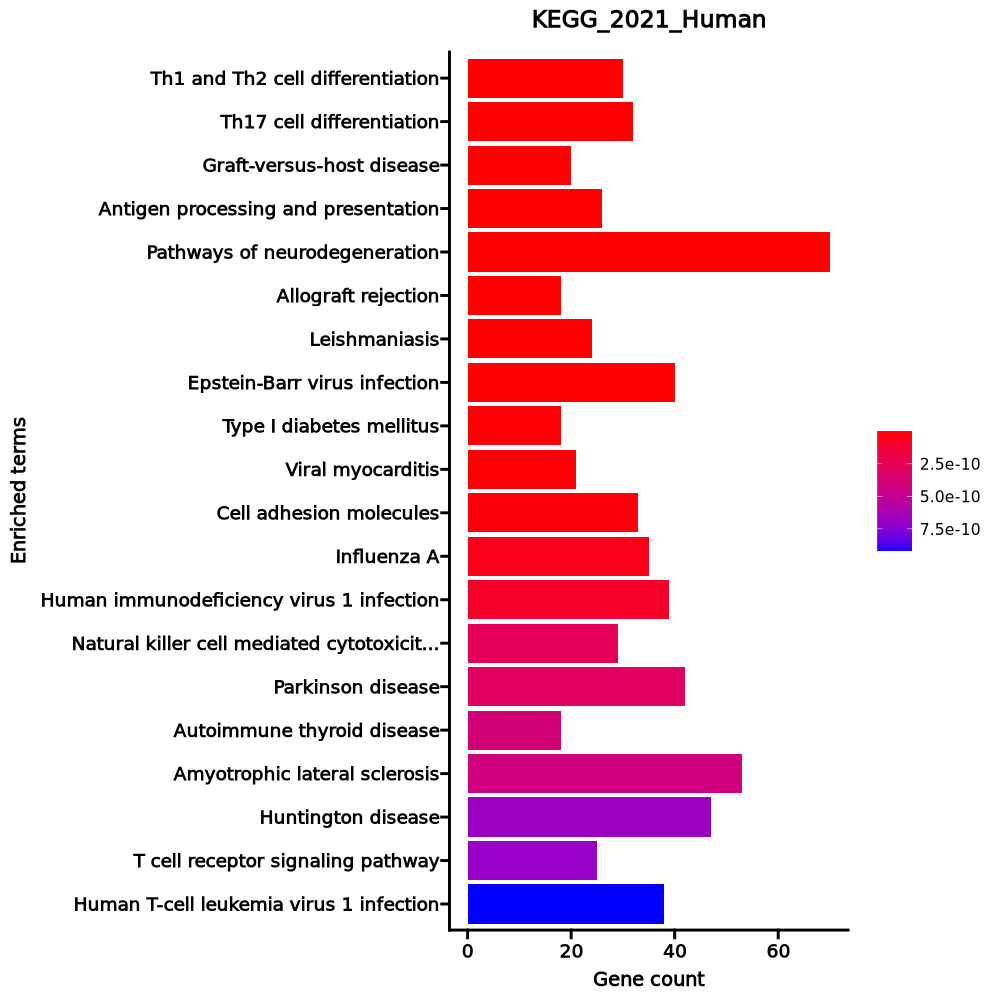 KEGG_2021_Human
Th1 and Th2 cell differentiation
Th17 cell differentiation
Graft-versus-host disease
Antigen processing and presentation
Pathways of neurodegeneration
Allograft rejection
Leishmaniasis
Epstein-Barr virus infection
Type I diabetes mellitus
Viral myocarditis
Cell adhesion molecules
Influenza A
Human immunodeficiency virus 1 infection
Natural killer cell mediated cytotoxicit...
Parkinson disease
Autoimmune thyroid disease
Amyotrophic lateral sclerosis
Huntington disease
T cell receptor signaling pathway
Human T-cell leukemia virus 1 infection
Enriched terms
0 20 40 60
Gene count
2.5e-10
5.0e-10
7.5e-10